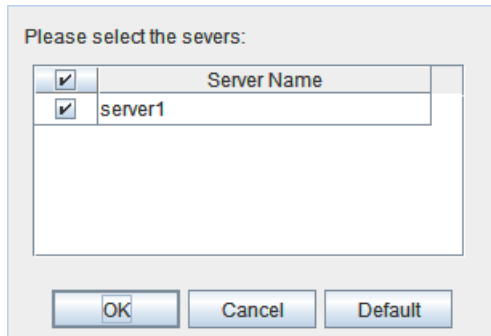 Please select the severs:
Server Name
server1
OK Cancel Default